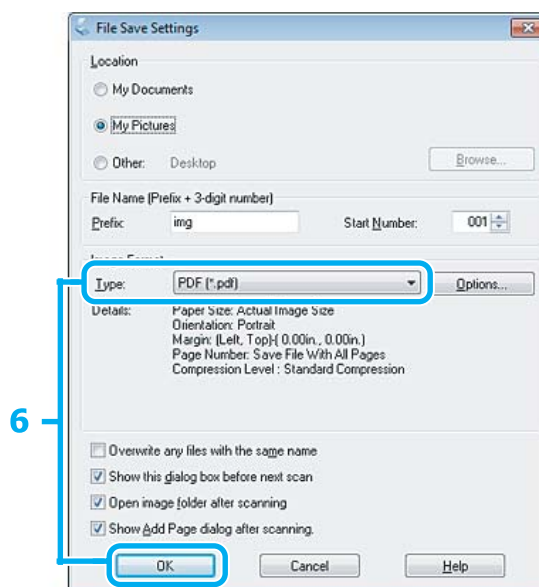 File Save Settings
Location
My Documents
My Pictures
Other: Desktop Browse...
File Name (Prefix + 3-digit number)
Prefix: img Start Number: 001
Image Format
Type: PDF (*.pdf) Options...
Details: Paper Size: Actual Image Size
Orientation: Portrait
Margin: (Left, Top)-( 0.00in., 0.00in.)
Page Number: Save File With All Pages
Compression Level : Standard Compression
6
Overwrite any files with the same name
Show this dialog box before next scan
Open image folder after scanning
Show Add Page dialog after scanning.
OK Cancel Help